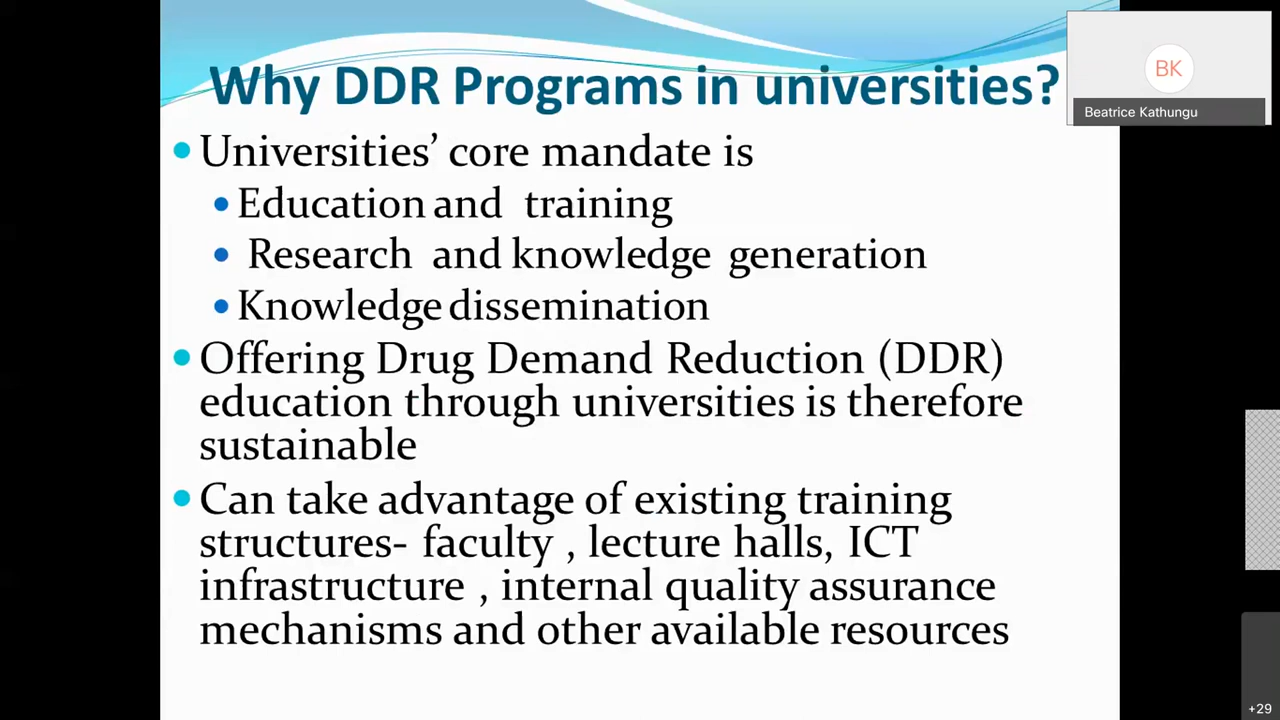 Why DDR Programs in universities?
BK
Beatrice Kathungu
Universities’ core mandate is
Education and training
Research and knowledge generation
Knowledge dissemination
Offering Drug Demand Reduction (DDR)
education through universities is therefore
sustainable
Can take advantage of existing training
structures- faculty , lecture halls, ICT
infrastructure , internal quality assurance
mechanisms and other available resources
+29